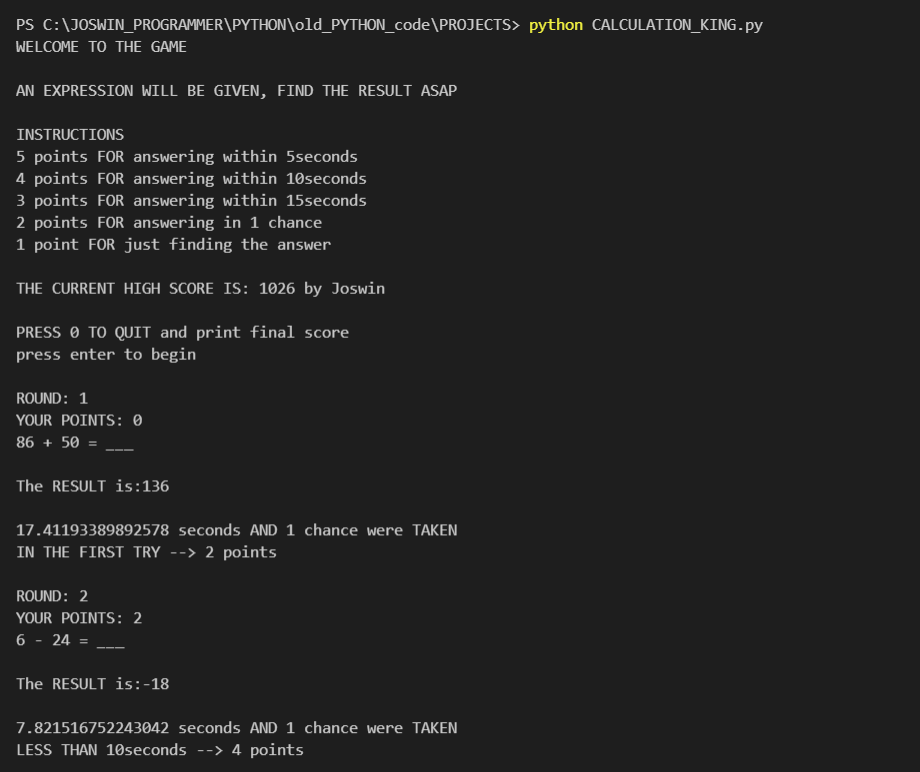 PS C:\JOSWIN_PROGRAMMER\PYTHON\old_PYTHON_code\PROJECTS> python CALCULATION_KING.py
WELCOME TO THE GAME
AN EXPRESSION WILL BE GIVEN, FIND THE RESULT ASAP
INSTRUCTIONS
5 points FOR answering within 5seconds
4 points FOR answering within 10seconds
3 points FOR answering within 15seconds
2 points FOR answering in 1 chance
1 point FOR just finding the answer
THE CURRENT HIGH SCORE IS: 1026 by Joswin
PRESS 0 TO QUIT and print final score
press enter to begin
ROUND: 1
YOUR POINTS: 0
86 + 50 = ___
The RESULT is:136
17.41193389892578 seconds AND 1 chance were TAKEN
IN THE FIRST TRY --> 2 points
ROUND: 2
YOUR POINTS: 2
6 - 24 = ___
The RESULT is:-18
7.821516752243042 seconds AND 1 chance were TAKEN
LESS THAN 10seconds --> 4 points